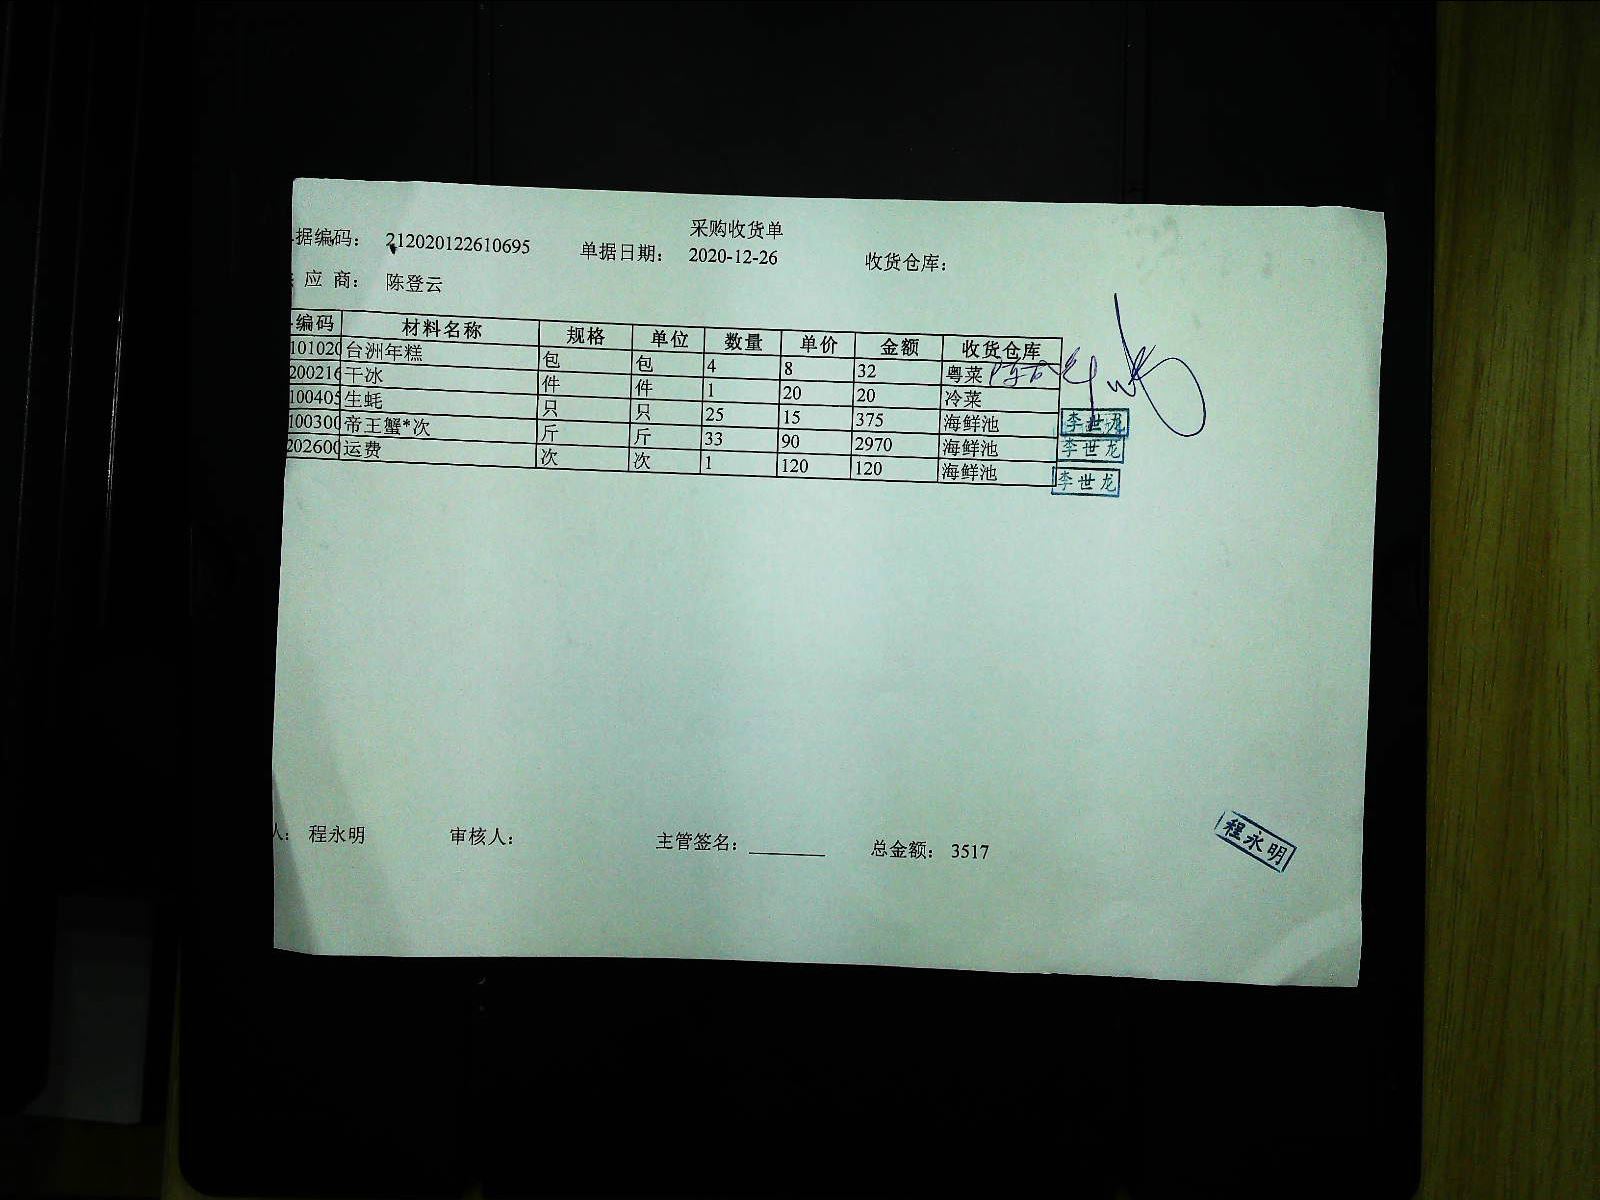 采购收货单
据编码： 212020122610695 单据日期： 2020-12-26 收货仓库：
应 商： 陈登云
编码 材料名称 规格 单位 数量 单价 金额 收货仓库
101020 台洲年糕 包 包 4 8 32 粤菜
200216 干冰 件 件 1 20 20 冷菜
100405 生蚝 只 只 25 15 375 海鲜池 李世龙
100300 帝王蟹*次 斤 斤 33 90 2970 海鲜池 李世龙
202600 运费 次 次 1 120 120 海鲜池 李世龙
人： 程永明 审核人： 主管签名： 总金额： 3517
程永明